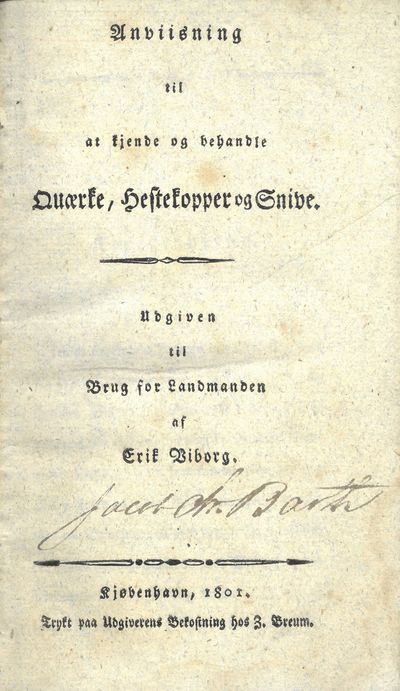 Anviisning
til
at kjende og behandle
Quærke, Hestekopper og Snive.
Udgiven
til
Brug for Landmanden
af
Erik Viborg.
Jacob Chr. Barth
Kjøbenhavn, 1801.
Trykt paa Udgiverens Bekostning hos Z. Breum.